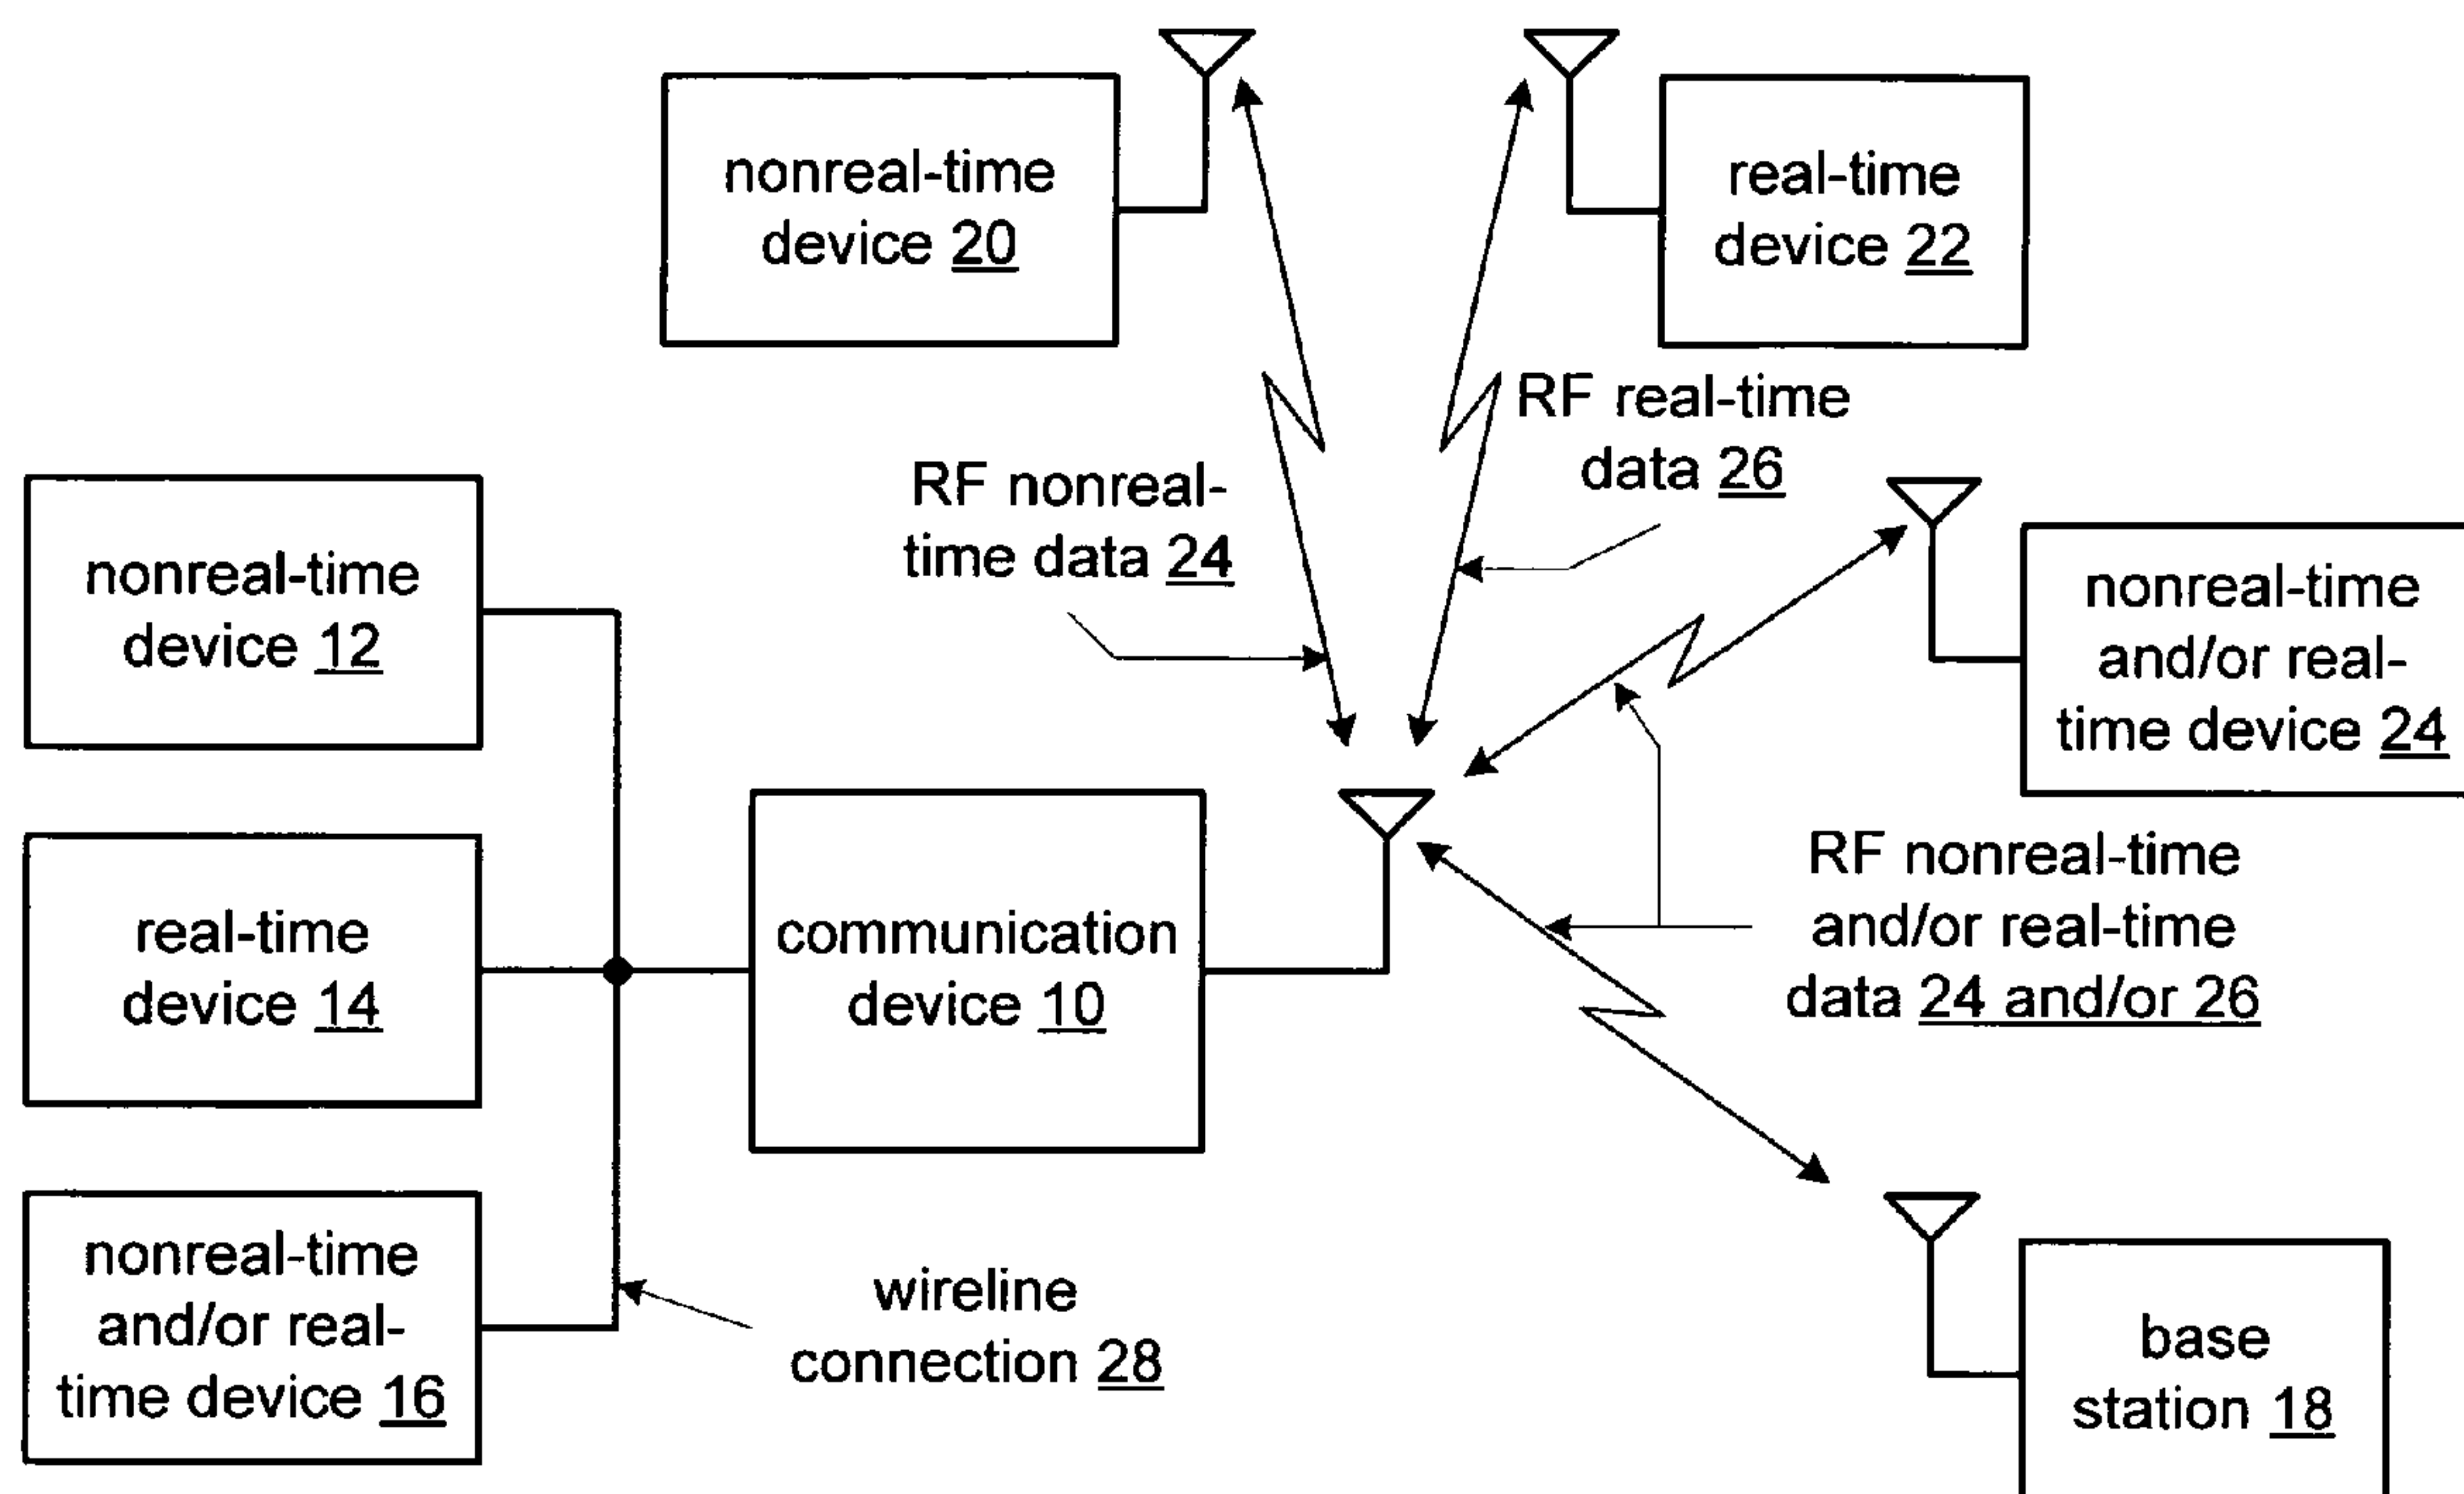 nonreal-time
device 20
real-time
device 22
RF real-time
data 26
RF nonreal-
time data 24
nonreal-time
device 12
nonreal-time
and/or real-
time device 24
real-time
device 14
communication
device 10
RF nonreal-time
and/or real-time
data 24 and/or 26
nonreal-time
and/or real-
time device 16
wireline
connection 28
base
station 18